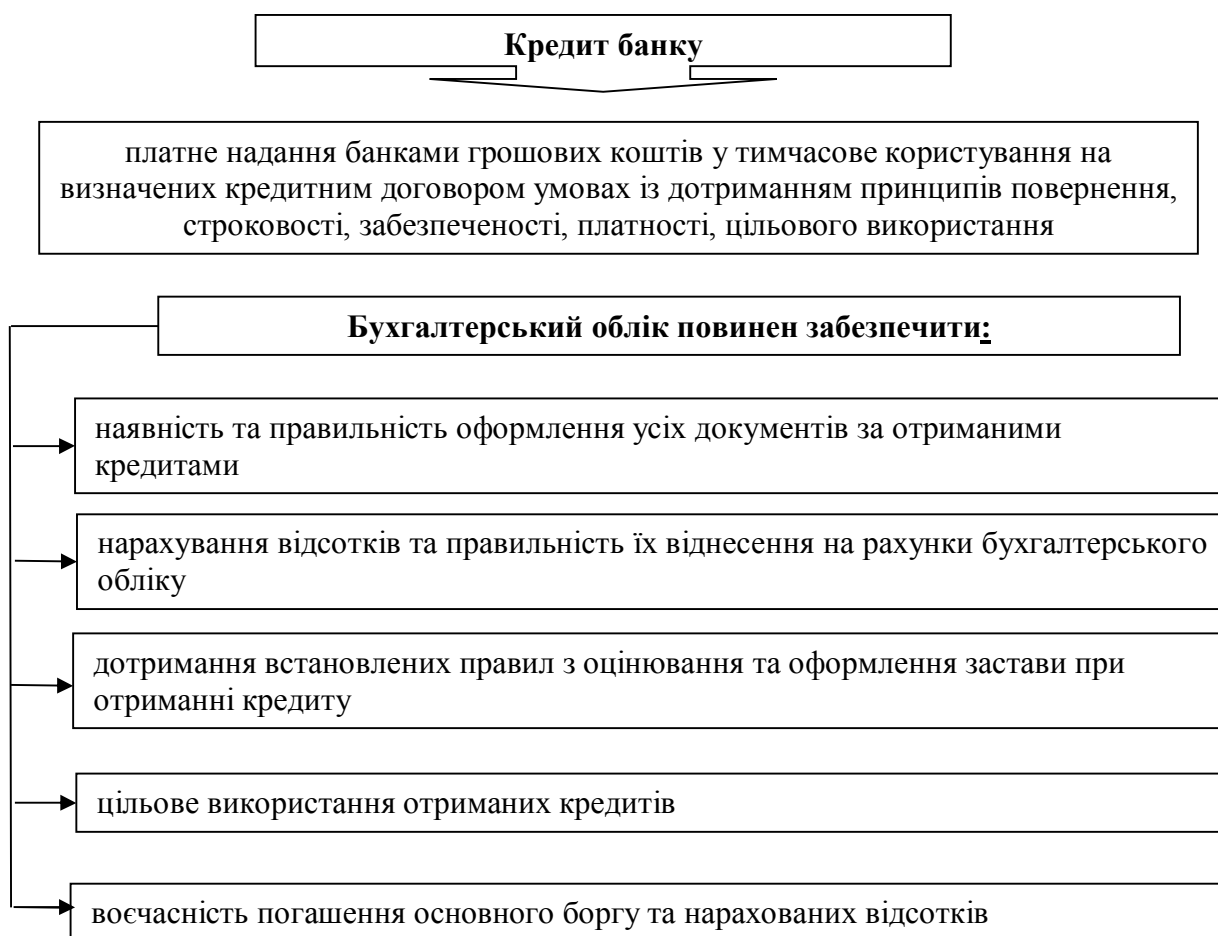 Кредит банку
платне надання банками грошових коштів у тимчасове користування на
визначених кредитним договором умовах із дотриманням принципів повернення,
строковості, забезпеченості, платності, цільового використання
Бухгалтерський облік повинен забезпечити:
наявність та правильність оформлення усіх документів за отриманими
кредитами
нарахування відсотків та правильність їх віднесення на рахунки бухгалтерського
обліку
дотримання встановлених правил з оцінювання та оформлення застави при
отриманні кредиту
цільове використання отриманих кредитів
воєчасність погашення основного боргу та нарахованих відсотків